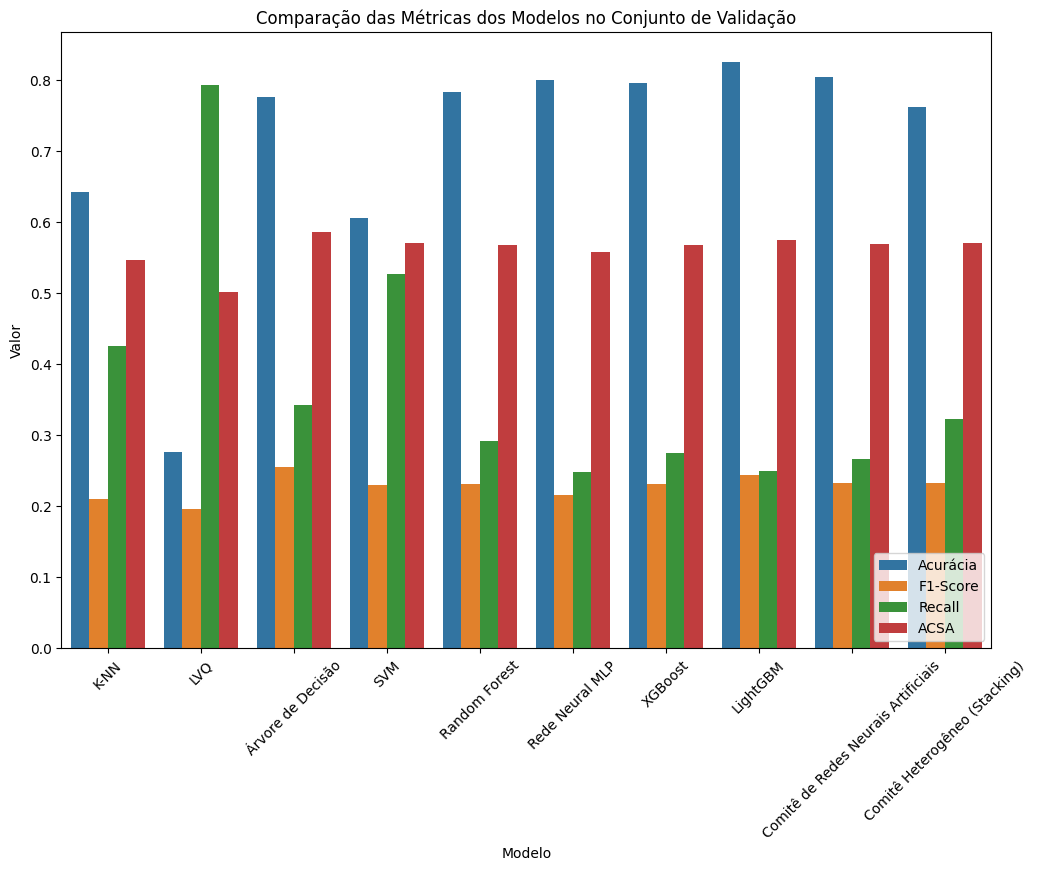 Comparação das Métricas dos Modelos no Conjunto de Validação
Valor
0.8
0.7
0.6
0.5
0.4
0.3
0.2
0.1
0.0
Acurácia
F1-Score
Recall
ACSA
K-NN
LVQ
Árvore de Decisão
SVM
Random Forest
Rede Neural MLP
XGBoost
LightGBM
Comitê de Redes Neurais Artificiais
Comitê Heterogêneo (Stacking)
Modelo